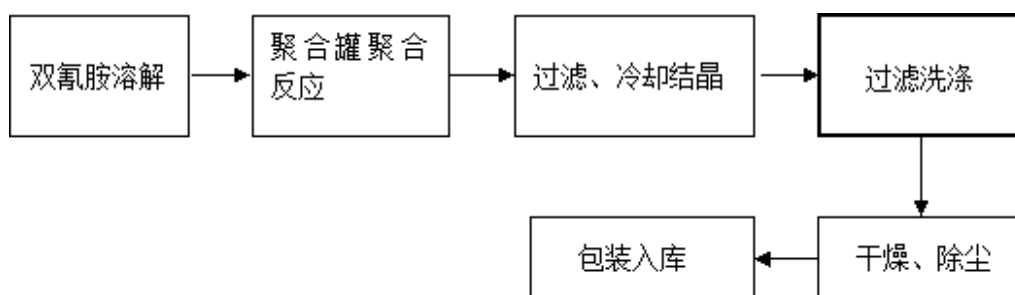 双氰胺溶解
聚合罐聚合
反应
过滤、冷却结晶
过滤洗涤
干燥、除尘
包装入库